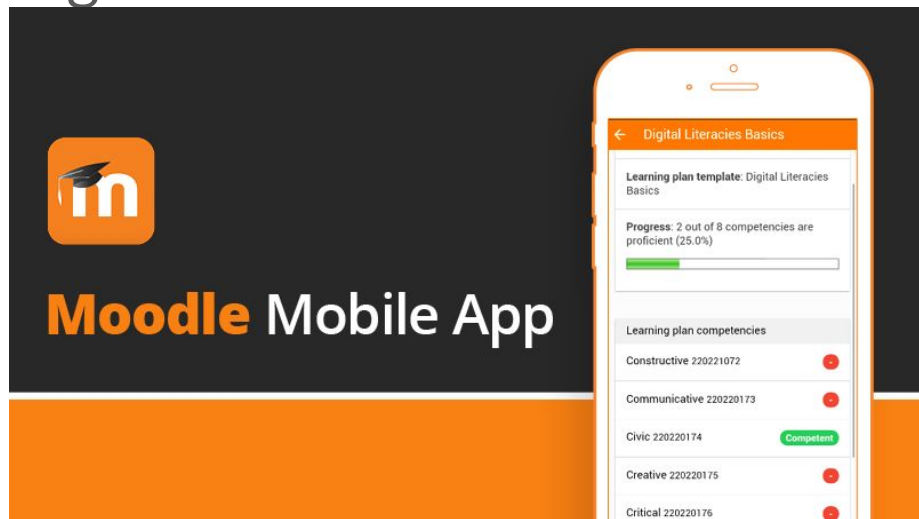 m
Moodle Mobile App
Digital Literacies Basics
Learning plan template: Digital Literacies
Basics
Progress: 2 out of 8 competencies are
proficient (25.0%)
Learning plan competencies
Constructive 220221072
-
Communicative 220220173
-
Civic 220220174
Competent
Creative 220220175
-
Critical 220220176
-